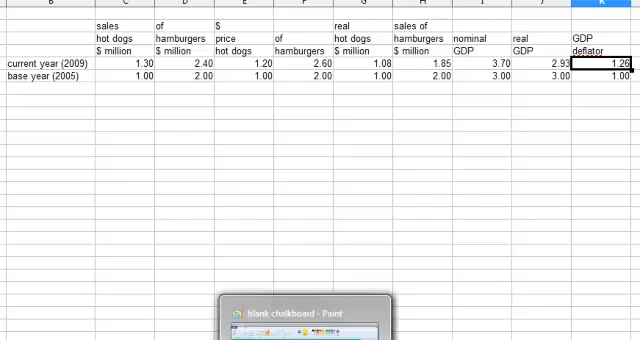 B C D E F G H I J K
sales of $ real sales of
hot dogs hamburgers price of hot dogs hamburgers nominal real GDP
$ million $ million hot dogs hamburgers $ million $ million GDP GDP deflator
current year (2009) 1.30 2.40 1.20 2.60 1.08 1.85 3.70 2.93 1.26
base year (2005) 1.00 2.00 1.00 2.00 1.00 2.00 3.00 3.00 1.00
blank chalkboard - Paint